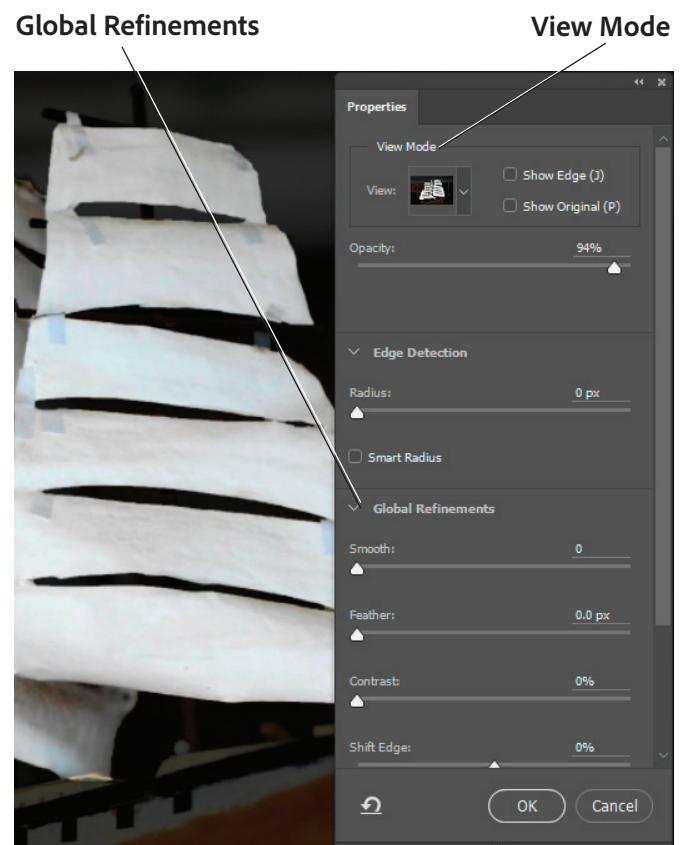 Global Refinements
View Mode
Properties
View Mode
View:
Show Edge (J)
Show Original (P)
Opacity: 94%
Edge Detection
Radius: 0 px
Smart Radius
Global Refinements
Smooth: 0
Feather: 0.0 px
Contrast: 0%
Shift Edge: 0%
OK Cancel